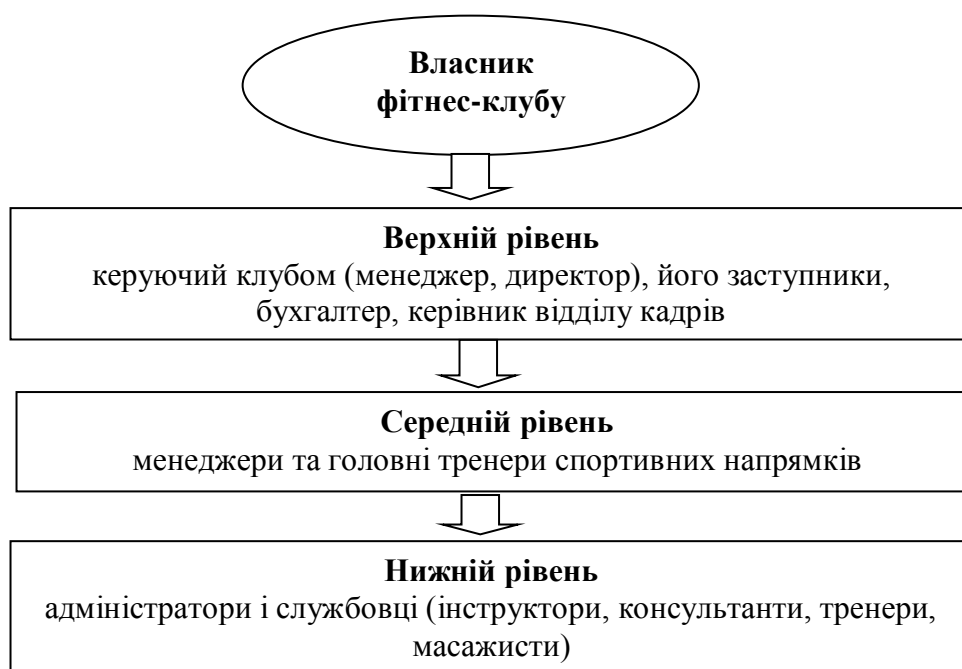 Власник
фітнес-клубу
Верхній рівень
керуючий клубом (менеджер, директор), його заступники,
бухгалтер, керівник відділу кадрів
Середній рівень
менеджери та головні тренери спортивних напрямків
Нижній рівень
адміністратори і службовці (інструктори, консультанти, тренери,
масажисти)